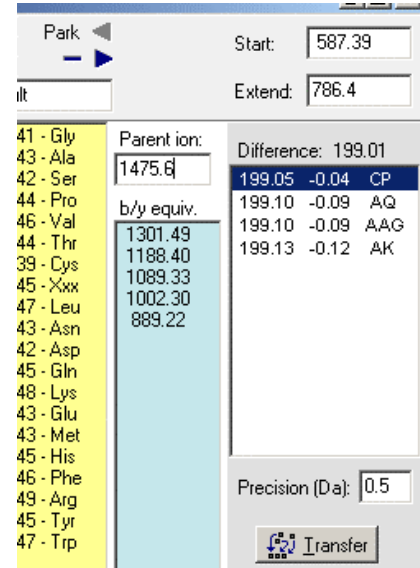 Park
Start: 587.39
Extend: 786.4
ult
41 - Gly
43 - Ala
42 - Ser
44 - Pro
46 - Val
44 - Thr
39 - Cys
45 - Xxx
47 - Leu
43 - Asn
42 - Asp
45 - Gln
48 - Lys
43 - Glu
43 - Met
45 - His
46 - Phe
49 - Arg
45 - Tyr
47 - Trp
Parent ion:
1475.6
b/y equiv.
1301.49
1188.40
1089.33
1002.30
889.22
Difference: 199.01
199.05 -0.04 CP
199.10 -0.09 AQ
199.10 -0.09 AAG
199.13 -0.12 AK
Precision (Da): 0.5
Transfer